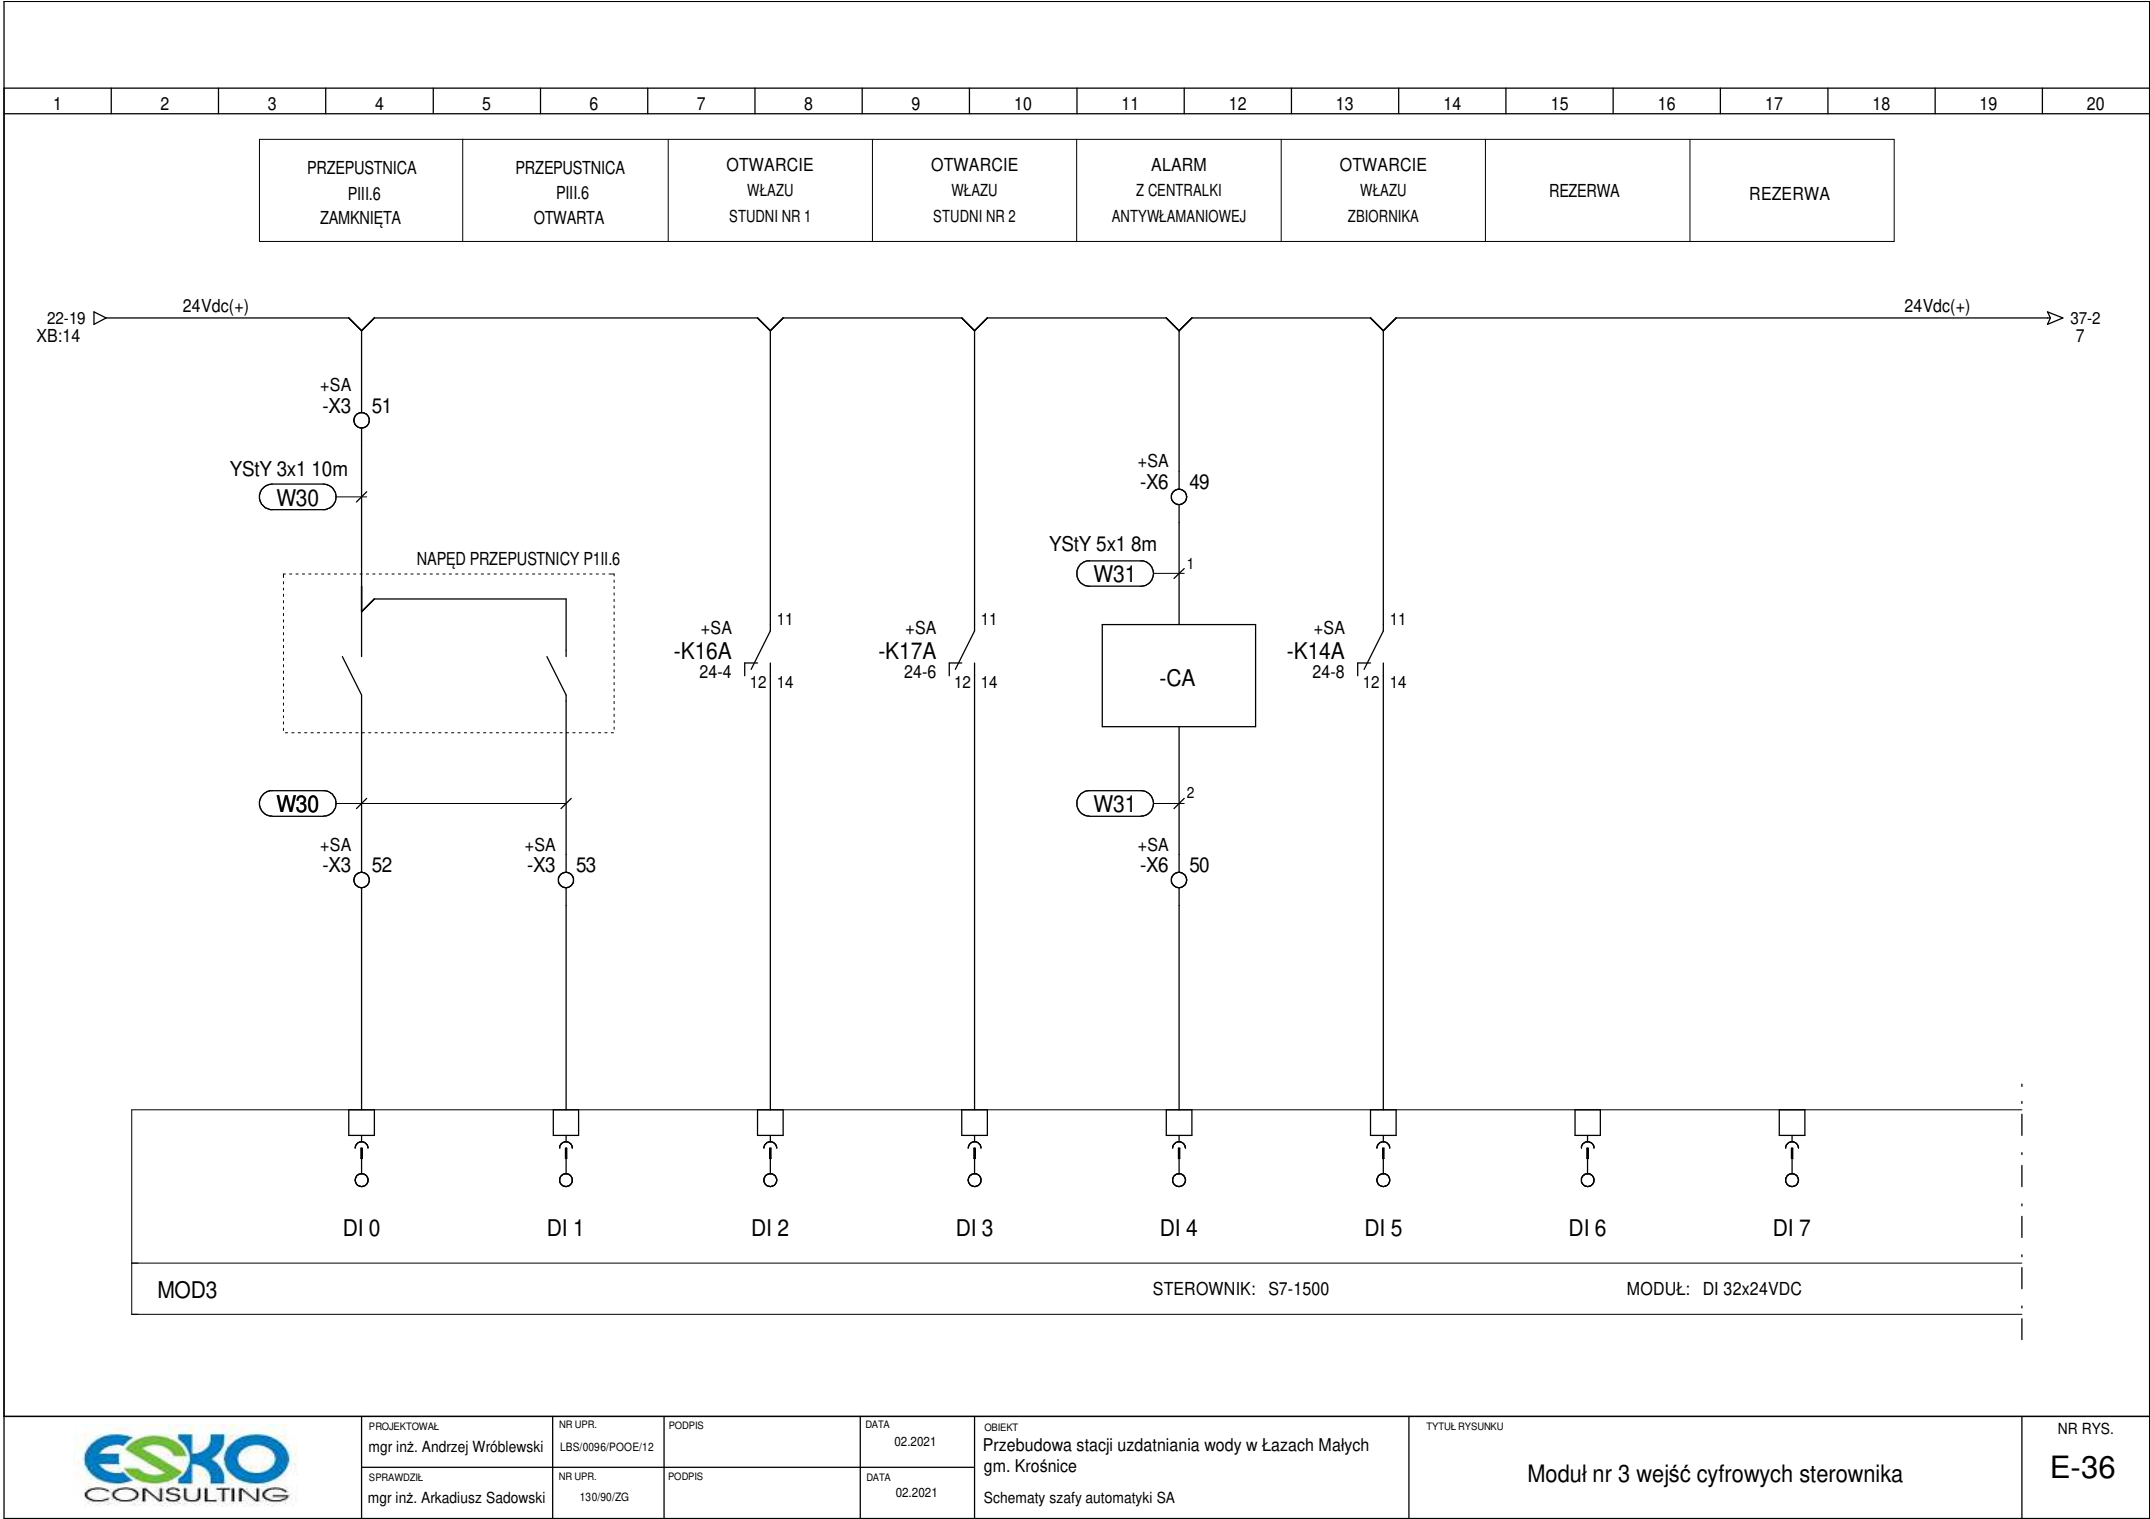 1 2 3 4 5 6 7 8 9 10 11 12 13 14 15 16 17 18 19 20
PRZEPUSTNICA
PIII.6
ZAMKNIĘTA
PRZEPUSTNICA
PIII.6
OTWARTA
OTWARCIE
WŁAZU
STUDNI NR 1
OTWARCIE
WŁAZU
STUDNI NR 2
ALARM
Z CENTRALKI
ANTYWŁAMANIOWEJ
OTWARCIE
WŁAZU
ZBIORNIKA
REZERWA
REZERWA
22-19
XB:14
24Vdc(+)
24Vdc(+)
37-2
7
+SA
-X3 51
YStY 3x1 10m
W30
NAPĘD PRZEPUSTNICY P1II.6
W30
+SA
-X3 52
+SA
-X3 53
+SA
-K16A
24-4
11
12 14
+SA
-K17A
24-6
11
12 14
+SA
-X6 49
YStY 5x1 8m
W31
1
-CA
W31
2
+SA
-X6 50
+SA
-K14A
24-8
11
12 14
DI 0 DI 1 DI 2 DI 3 DI 4 DI 5 DI 6 DI 7
MOD3
STEROWNIK: S7-1500
MODUŁ: DI 32x24VDC
ESKO
CONSULTING
PROJEKTOWAŁ
mgr inż. Andrzej Wróblewski
NR UPR.
LBS/0096/POOE/12
PODPIS
DATA
02.2021
SPRAWDZIŁ
mgr inż. Arkadiusz Sadowski
NR UPR.
130/90/ZG
PODPIS
DATA
02.2021
OBIEKT
Przebudowa stacji uzdatniania wody w Łazach Małych
gm. Krośnice
Schematy szafy automatyki SA
TYTUŁ RYSUNKU
Moduł nr 3 wejść cyfrowych sterownika
NR RYS.
E-36